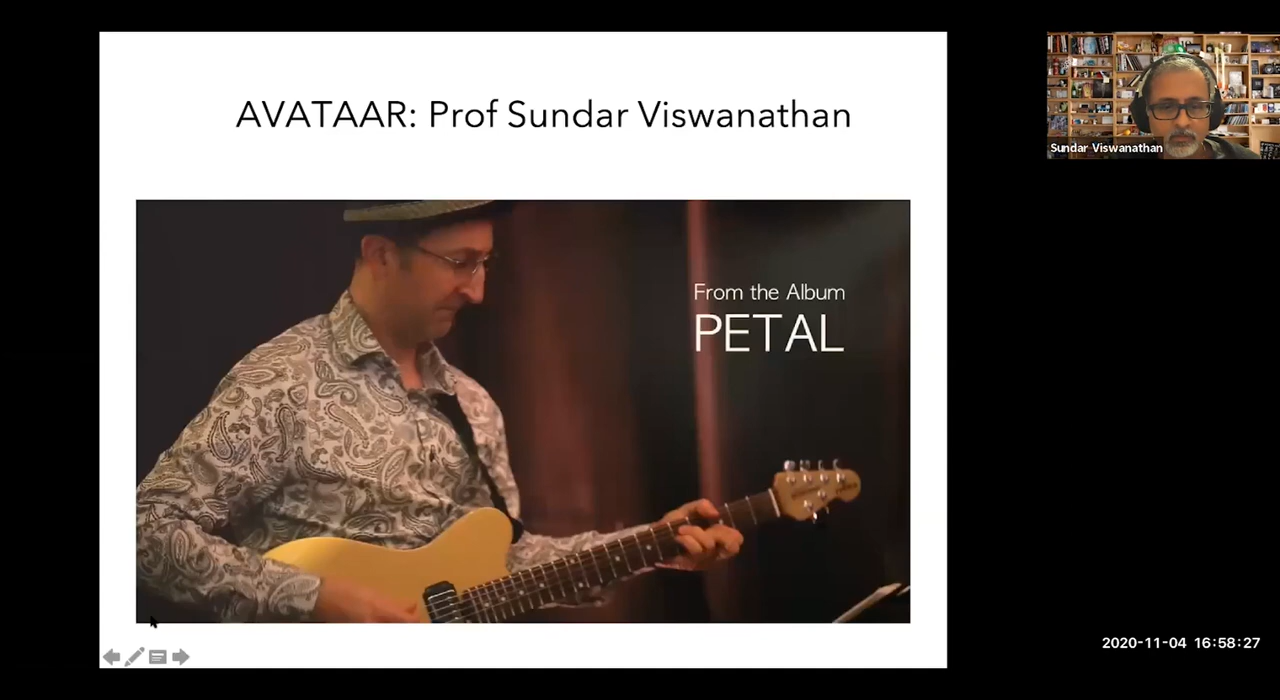 AVATAAR: Prof Sundar Viswanathan
Sundar Viswanathan
From the Album
PETAL
2020-11-04 16:58:27